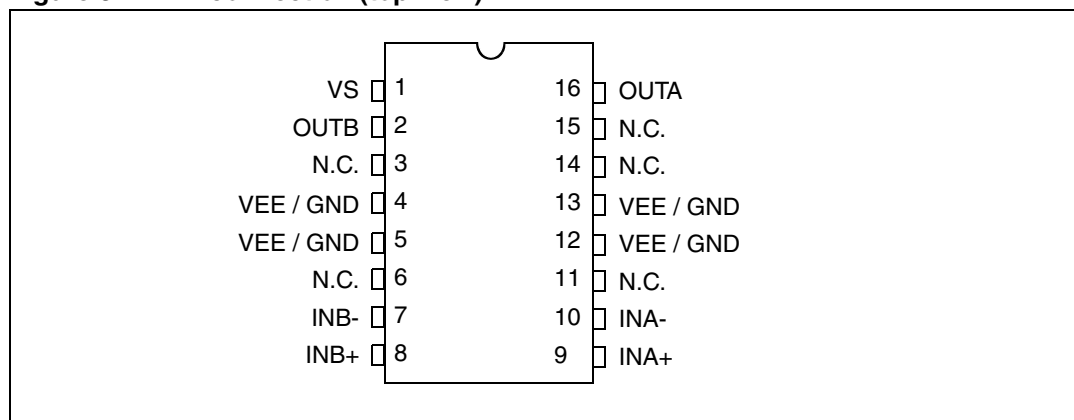 VS 1 16 OUTA
OUTB 2 15 N.C.
N.C. 3 14 N.C.
VEE / GND 4 13 VEE / GND
VEE / GND 5 12 VEE / GND
N.C. 6 11 N.C.
INB- 7 10 INA-
INB+ 8 9 INA+